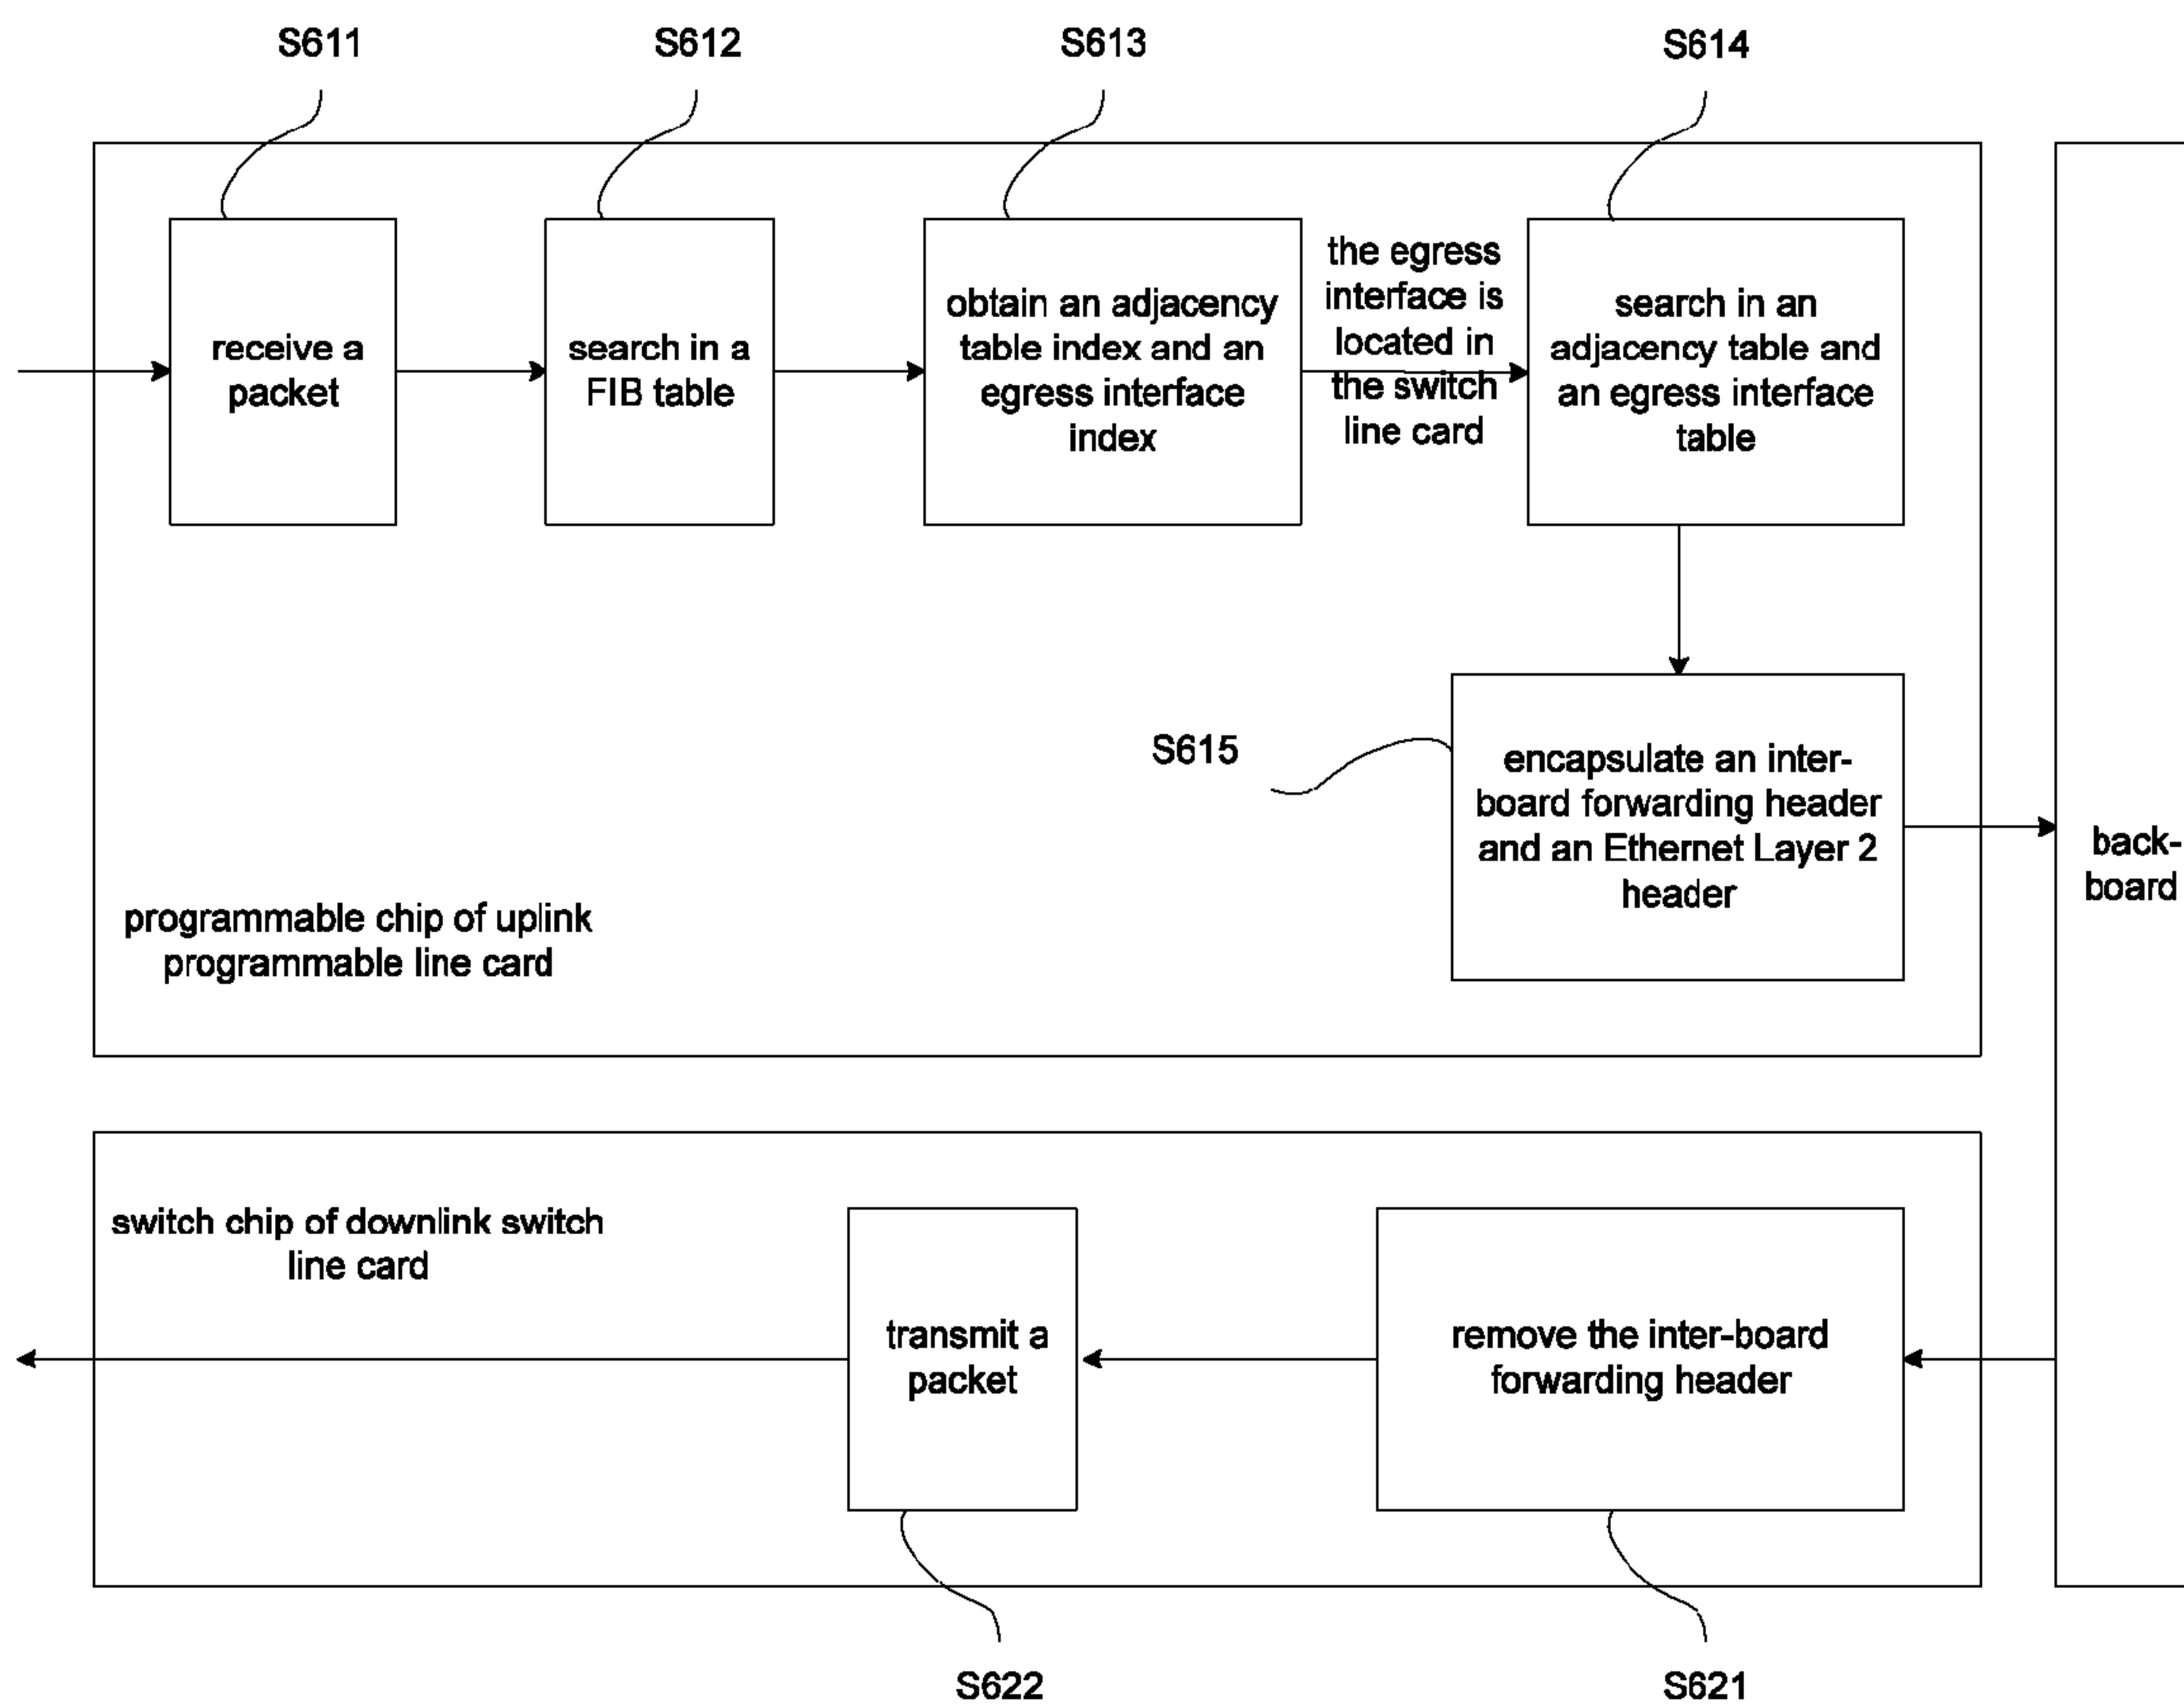 S611
S612
S613
S614
receive a
packet
search in a
FIB table
obtain an adjacency
table index and an
egress interface
index
the egress
interface is
located in
the switch
line card
search in an
adjacency table and
an egress interface
table
S615
encapsulate an inter-
board forwarding header
and an Ethernet Layer 2
header
back-
board
programmable chip of uplink
programmable line card
switch chip of downlink switch
line card
transmit a
packet
remove the inter-board
forwarding header
S622
S621